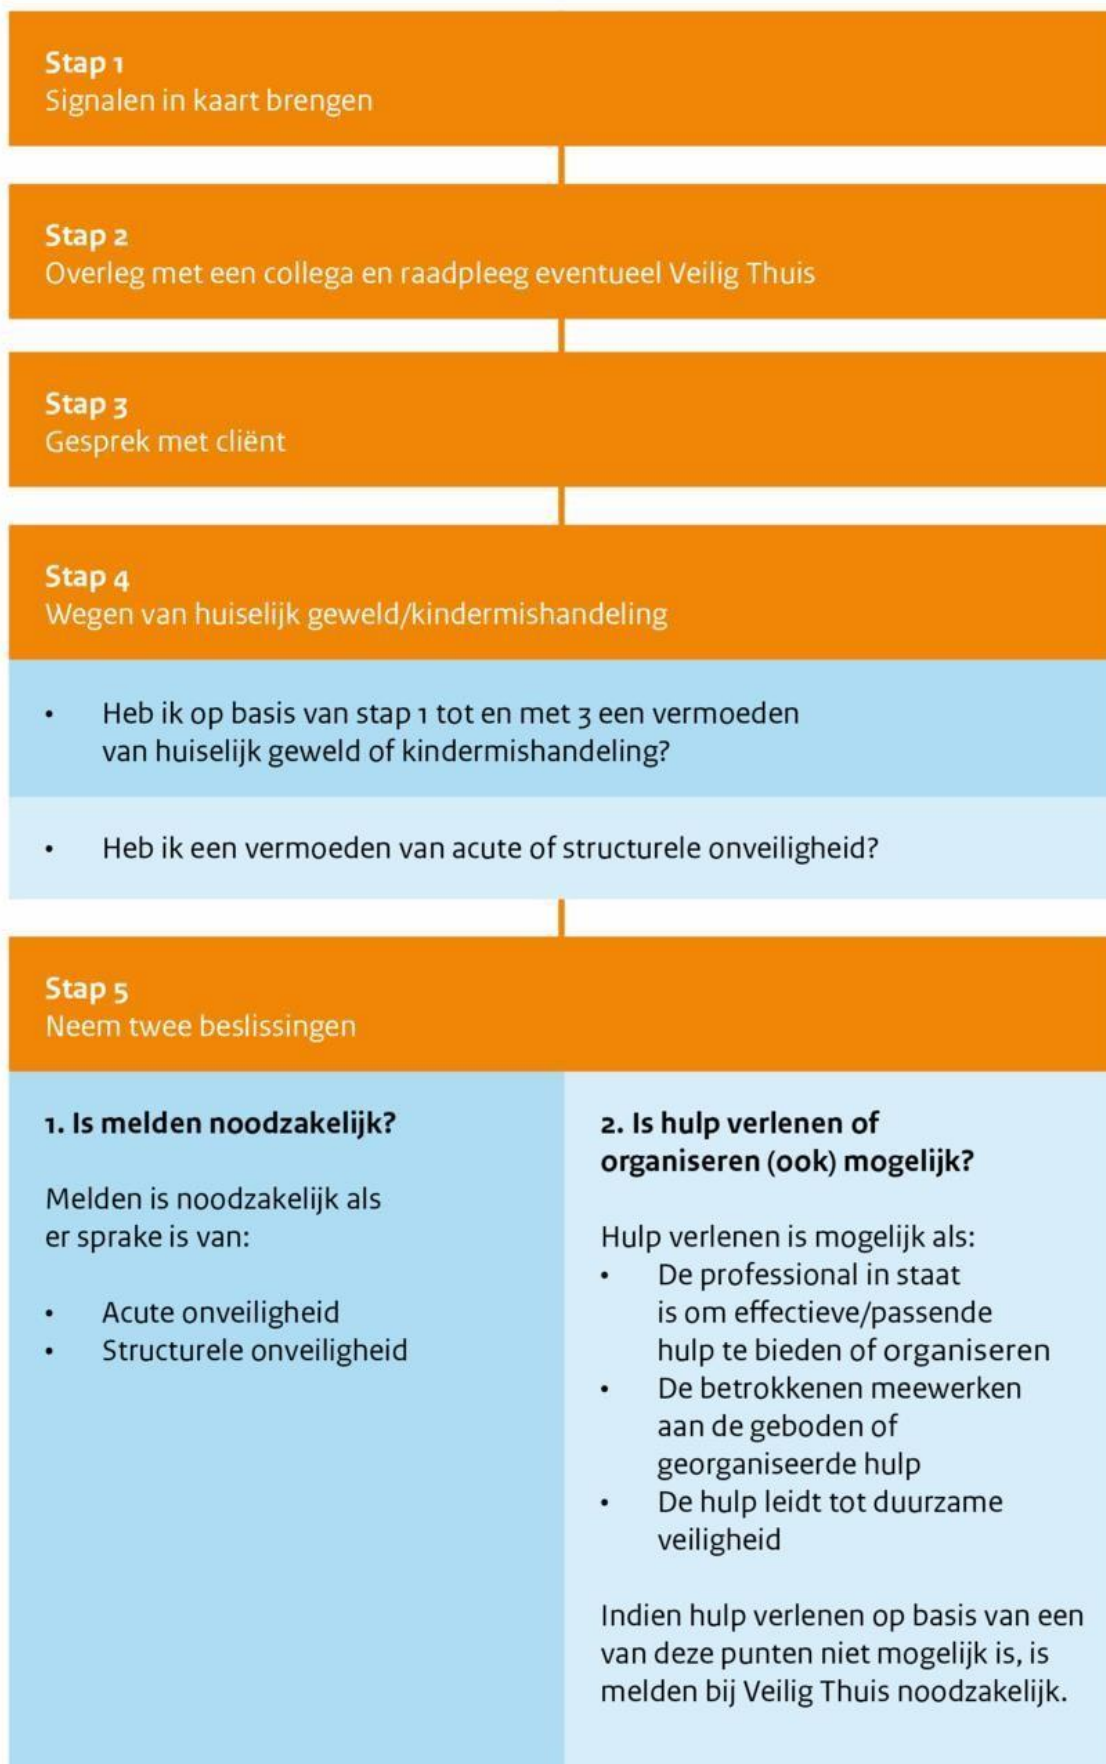 Stap 1
Signalen in kaart brengen
Stap 2
Overleg met een collega en raadpleeg eventueel Veilig Thuis
Stap 3
Gesprek met cliënt
Stap 4
Wegen van huiselijk geweld/kindermishandeling
• Heb ik op basis van stap 1 tot en met 3 een vermoeden
van huiselijk geweld of kindermishandeling?
• Heb ik een vermoeden van acute of structurele onveiligheid?
Stap 5
Neem twee beslissingen
1. Is melden noodzakelijk?
Melden is noodzakelijk als
er sprake is van:
• Acute onveiligheid
• Structurele onveiligheid
2. Is hulp verlenen of
organiseren (ook) mogelijk?
Hulp verlenen is mogelijk als:
• De professional in staat
is om effectieve/passende
hulp te bieden of organiseren
• De betrokkenen meewerken
aan de geboden of
georganiseerde hulp
• De hulp leidt tot duurzame
veiligheid
Indien hulp verlenen op basis van een
van deze punten niet mogelijk is, is
melden bij Veilig Thuis noodzakelijk.